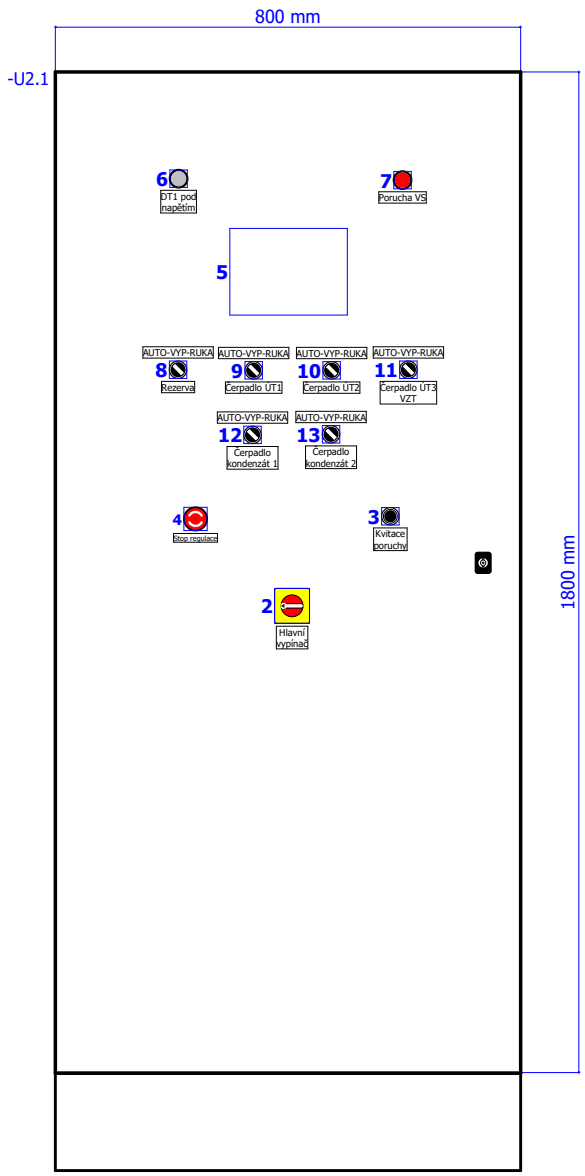 800 mm
-U2.1
6
DT1 pod
napětím
7
Porucha VS
5
AUTO-VYP-RUKA
8
Rezerva
AUTO-VYP-RUKA
9
Čerpadlo ÚT1
AUTO-VYP-RUKA
10
Čerpadlo ÚT2
AUTO-VYP-RUKA
11
Čerpadlo ÚT3
VZT
AUTO-VYP-RUKA
12
Čerpadlo
kondenzát 1
AUTO-VYP-RUKA
13
Čerpadlo
kondenzát 2
4
Stop regulace
3
Kvitace
poruchy
2
Hlavní
vypínač
1800 mm